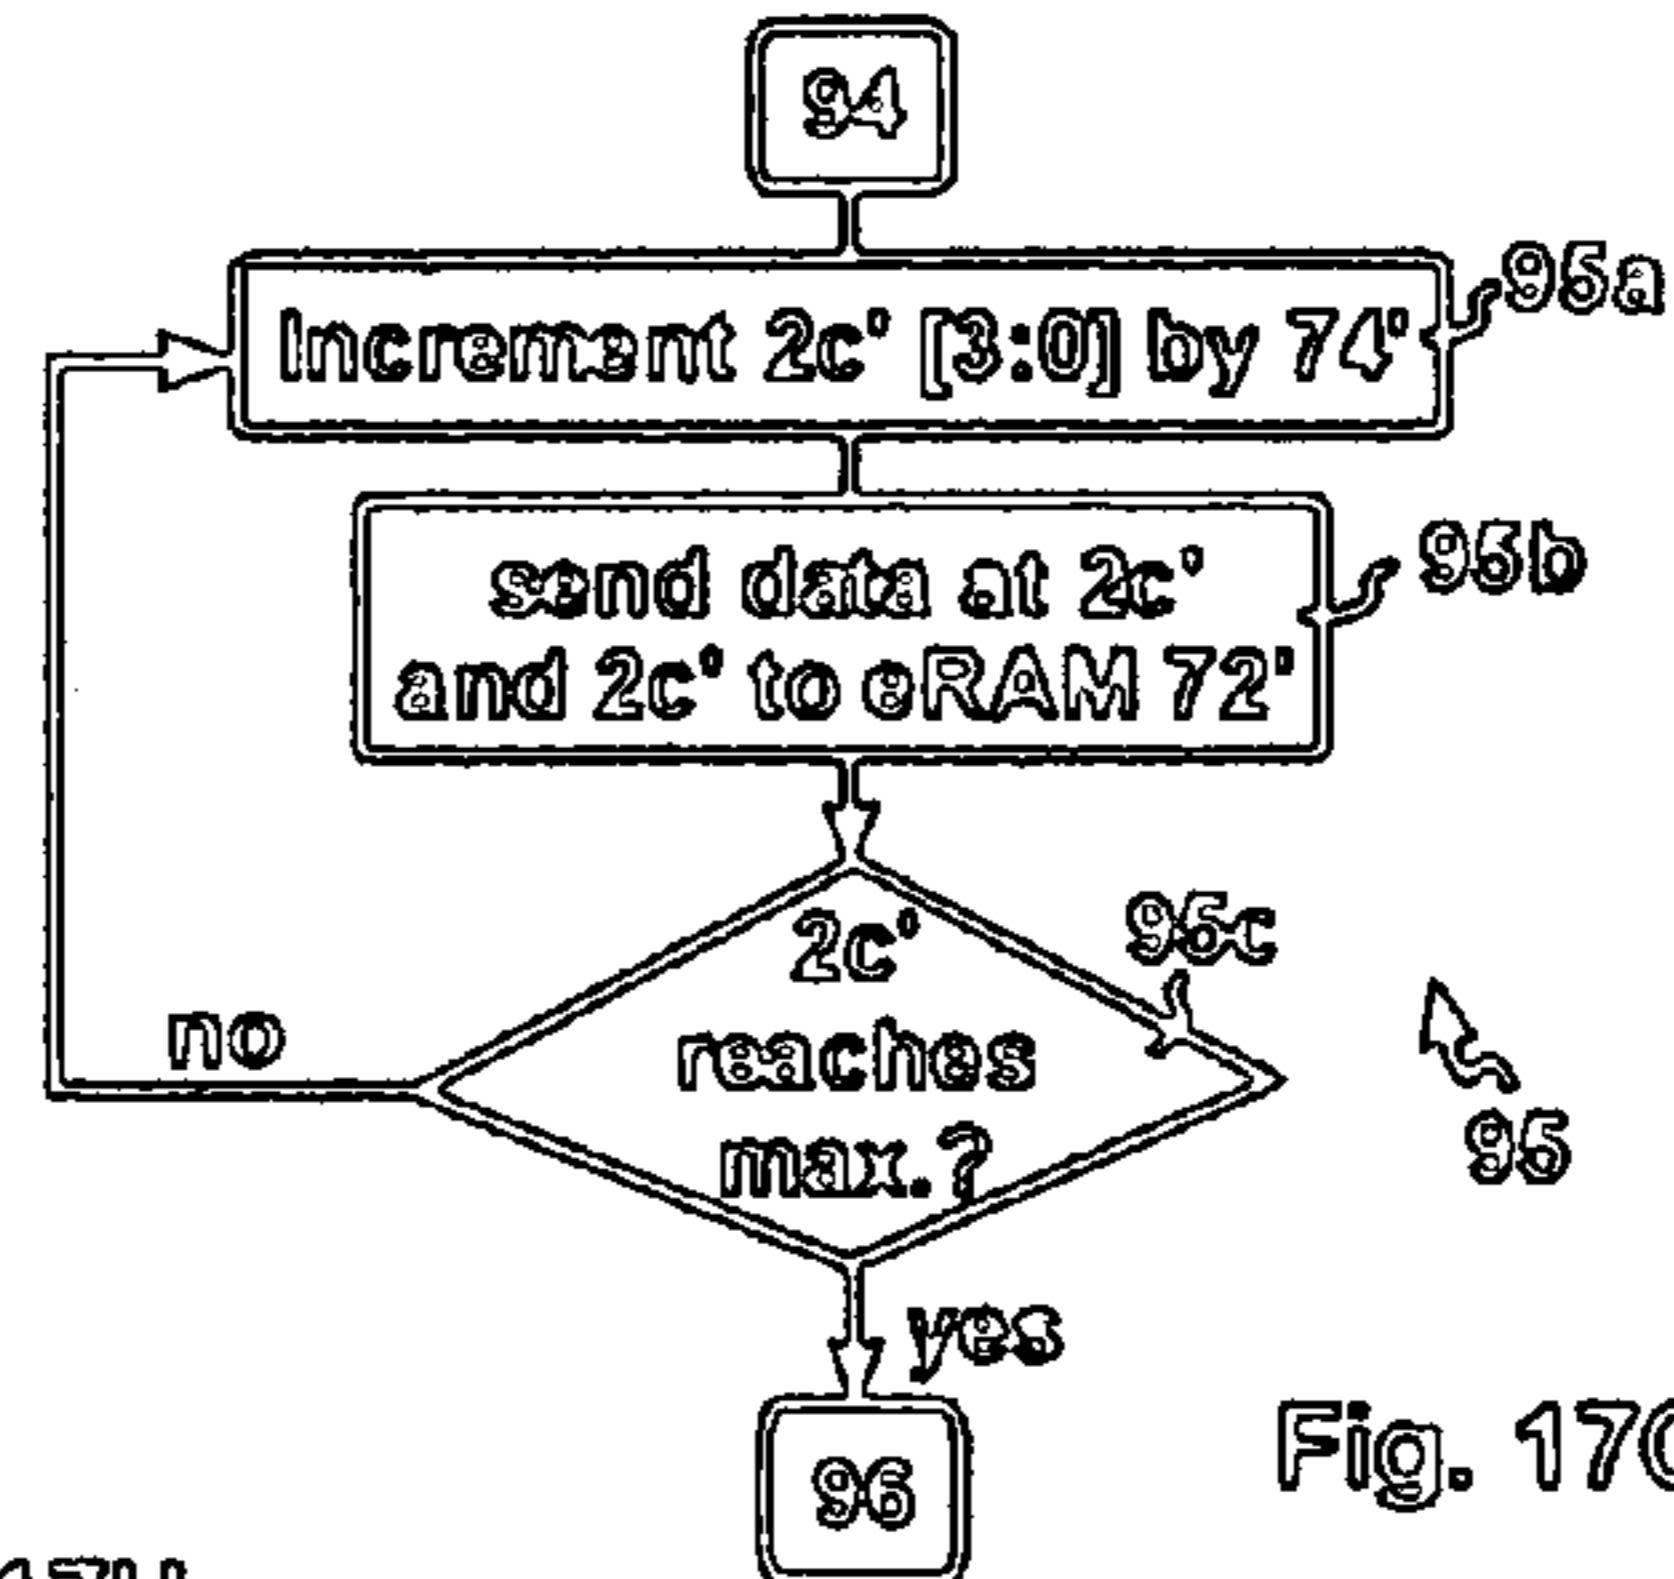 94
Increment 2c' [3:0] by 74'
95a
send data at 2c'
and 2c' to eRAM 72'
95b
2c'
reaches
max.?
95c
no
95
yes
96
Fig.